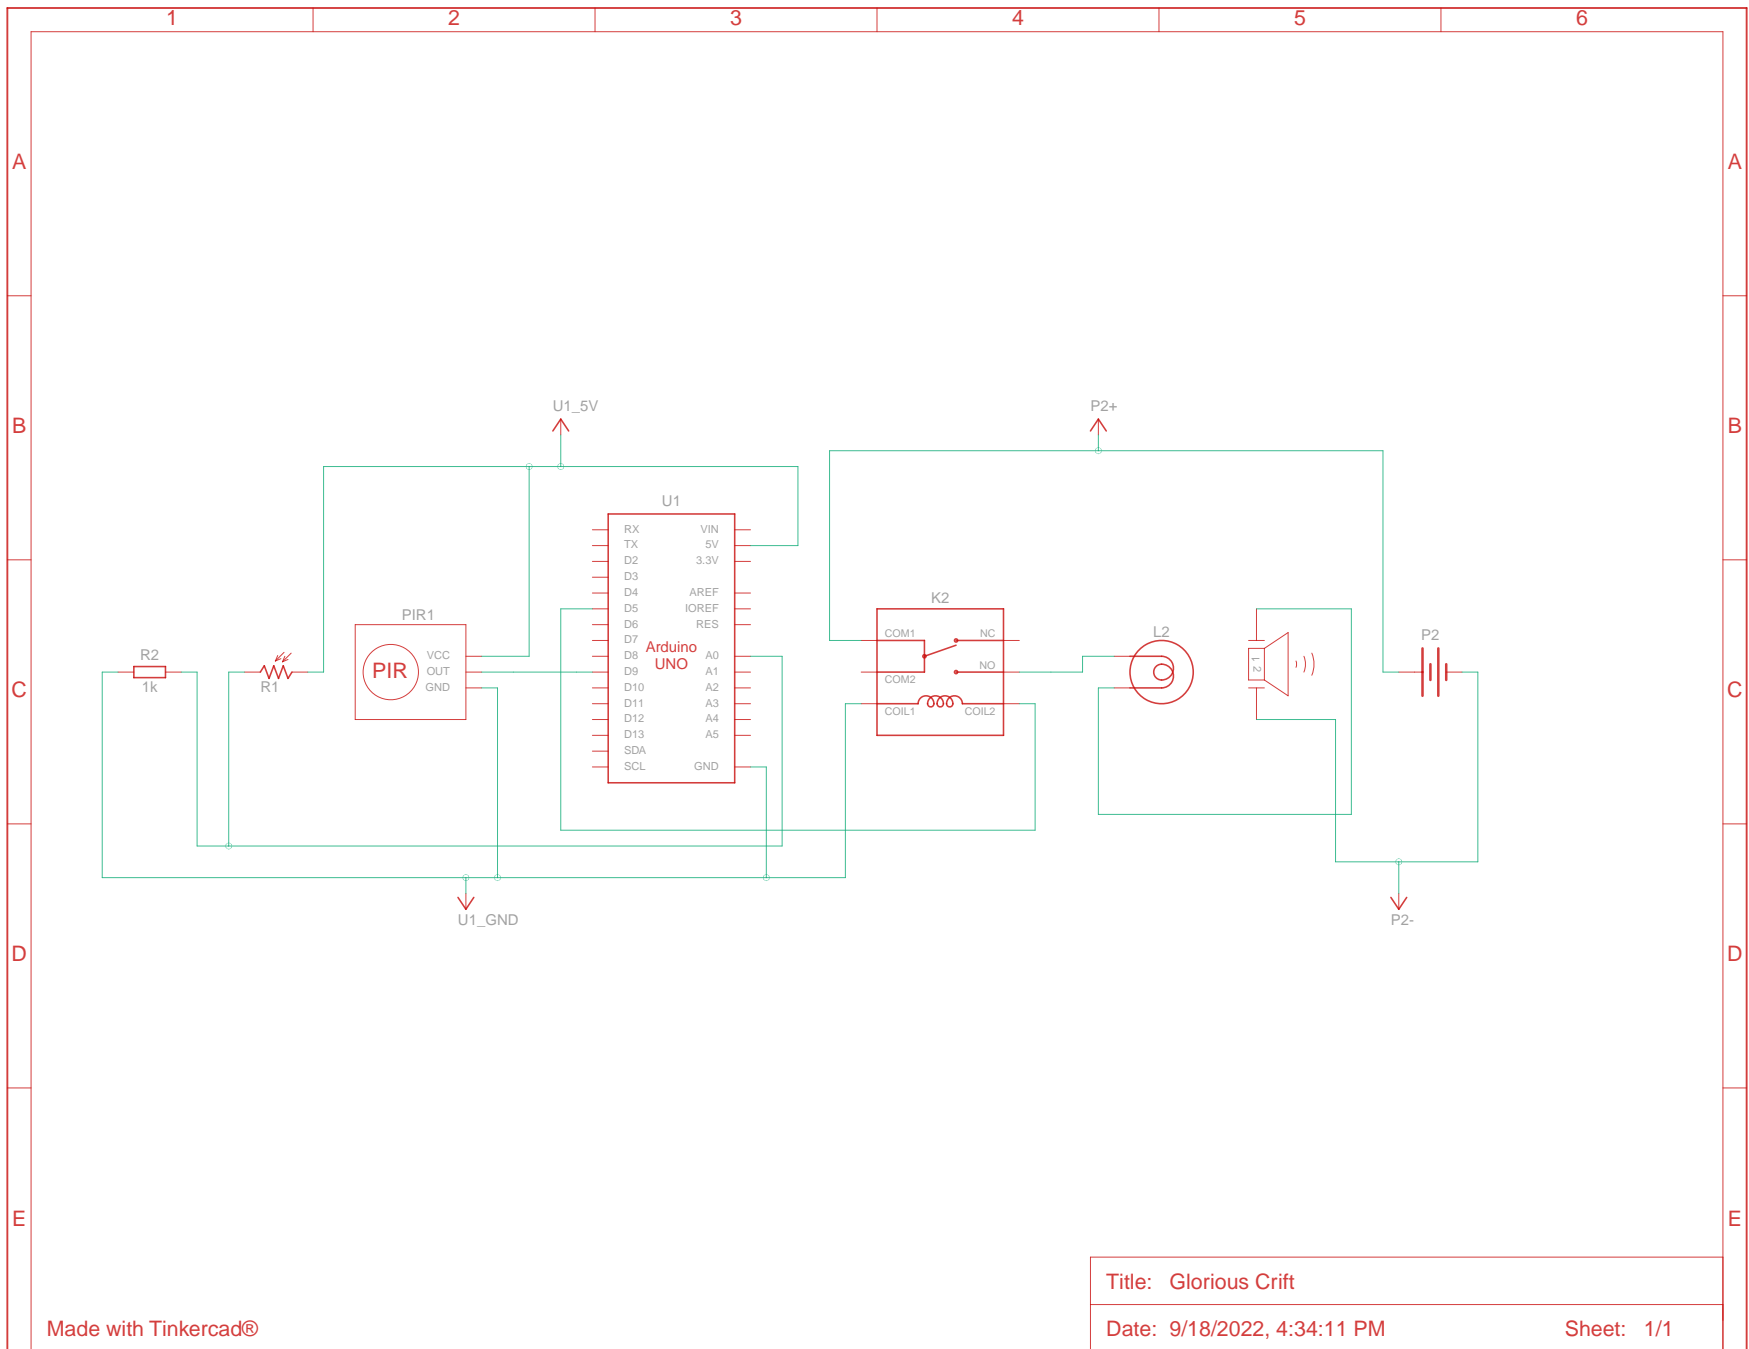 1 2 3 4 5 6
A A
B B
C C
D D
E E
U1_5V
P2+
U1
RX VIN
TX 5V
D2 3.3V
D3
D4 AREF
D5 IOREF
D6 RES
D7
D8 A0
D9 A1
D10 A2
D11 A3
D12 A4
D13 A5
SDA
SCL GND
Arduino
UNO
PIR1
PIR
VCC
OUT
GND
R2
1k
R1
K2
COM1 NC
COM2 NO
COIL1 COIL2
L2
P2
U1_GND
P2-
Title: Glorious Crift
Date: 9/18/2022, 4:34:11 PM Sheet: 1/1
Made with Tinkercad®